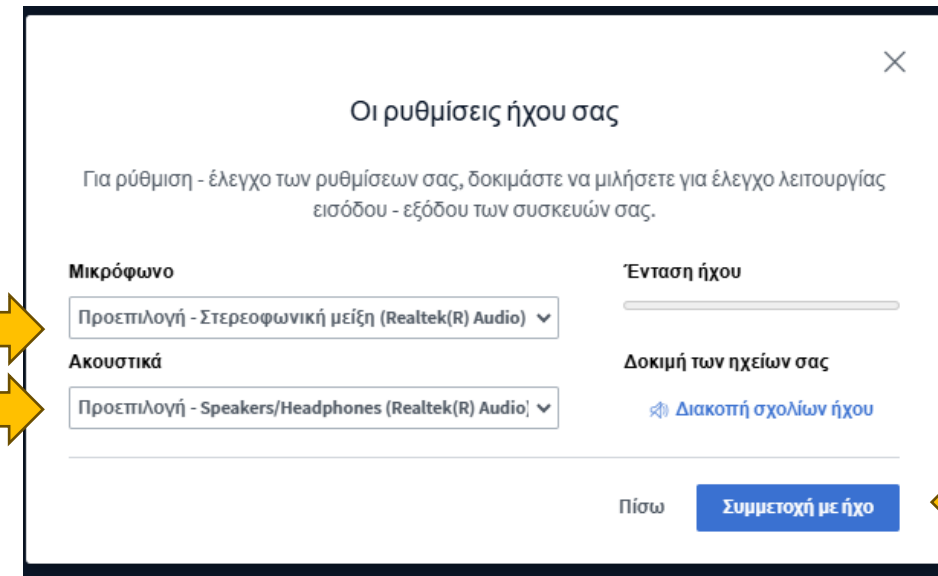 Οι ρυθμίσεις ήχου σας
Για ρύθμιση - έλεγχο των ρυθμίσεων σας, δοκιμάστε να μιλήσετε για έλεγχο λειτουργίας
εισόδου - εξόδου των συσκευών σας.
Μικρόφωνο
Προεπιλογή - Στερεοφωνική μείξη (Realtek(R) Audio)
Ένταση ήχου
Ακουστικά
Προεπιλογή - Speakers/Headphones (Realtek(R) Audio)
Δοκιμή των ηχείων σας
Διακοπή σχολίων ήχου
Πίσω
Συμμετοχή με ήχο